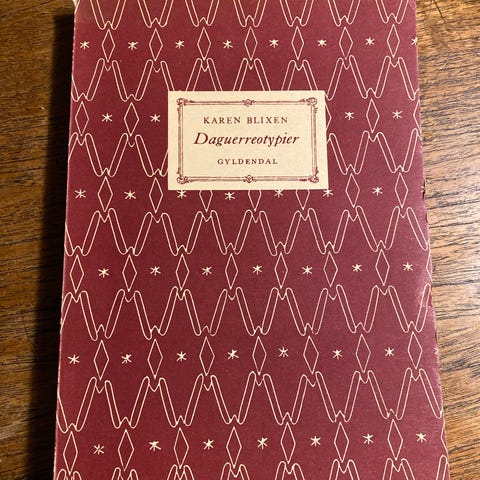 KAREN BLIXEN
Daguerreotypier
GYLDENDAL